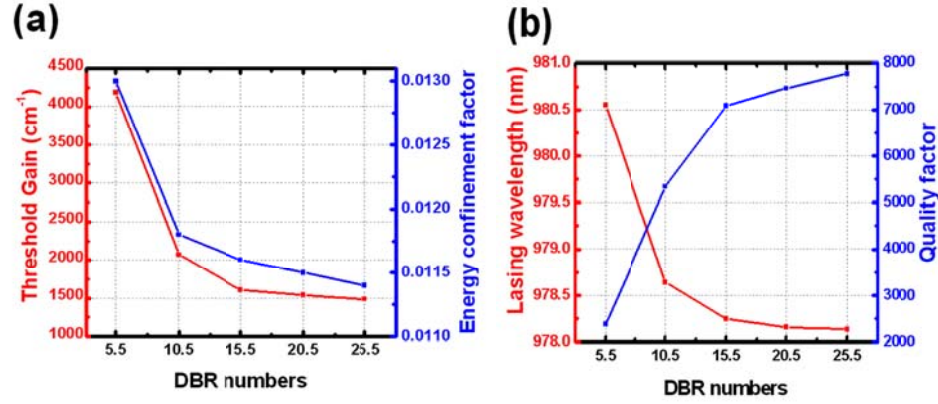 (a)
Threshold Gain (cm⁻¹)
4500
4000
3500
3000
2500
2000
1500
1000
0.0130
0.0125
0.0120
0.0115
0.0110
Energy confinement factor
5.5 10.5 15.5 20.5 25.5
DBR numbers
(b)
Lasing wavelength (nm)
981.0
980.5
980.0
979.5
979.0
978.5
978.0
8000
7000
6000
5000
4000
3000
2000
Quality factor
5.5 10.5 15.5 20.5 25.5
DBR numbers